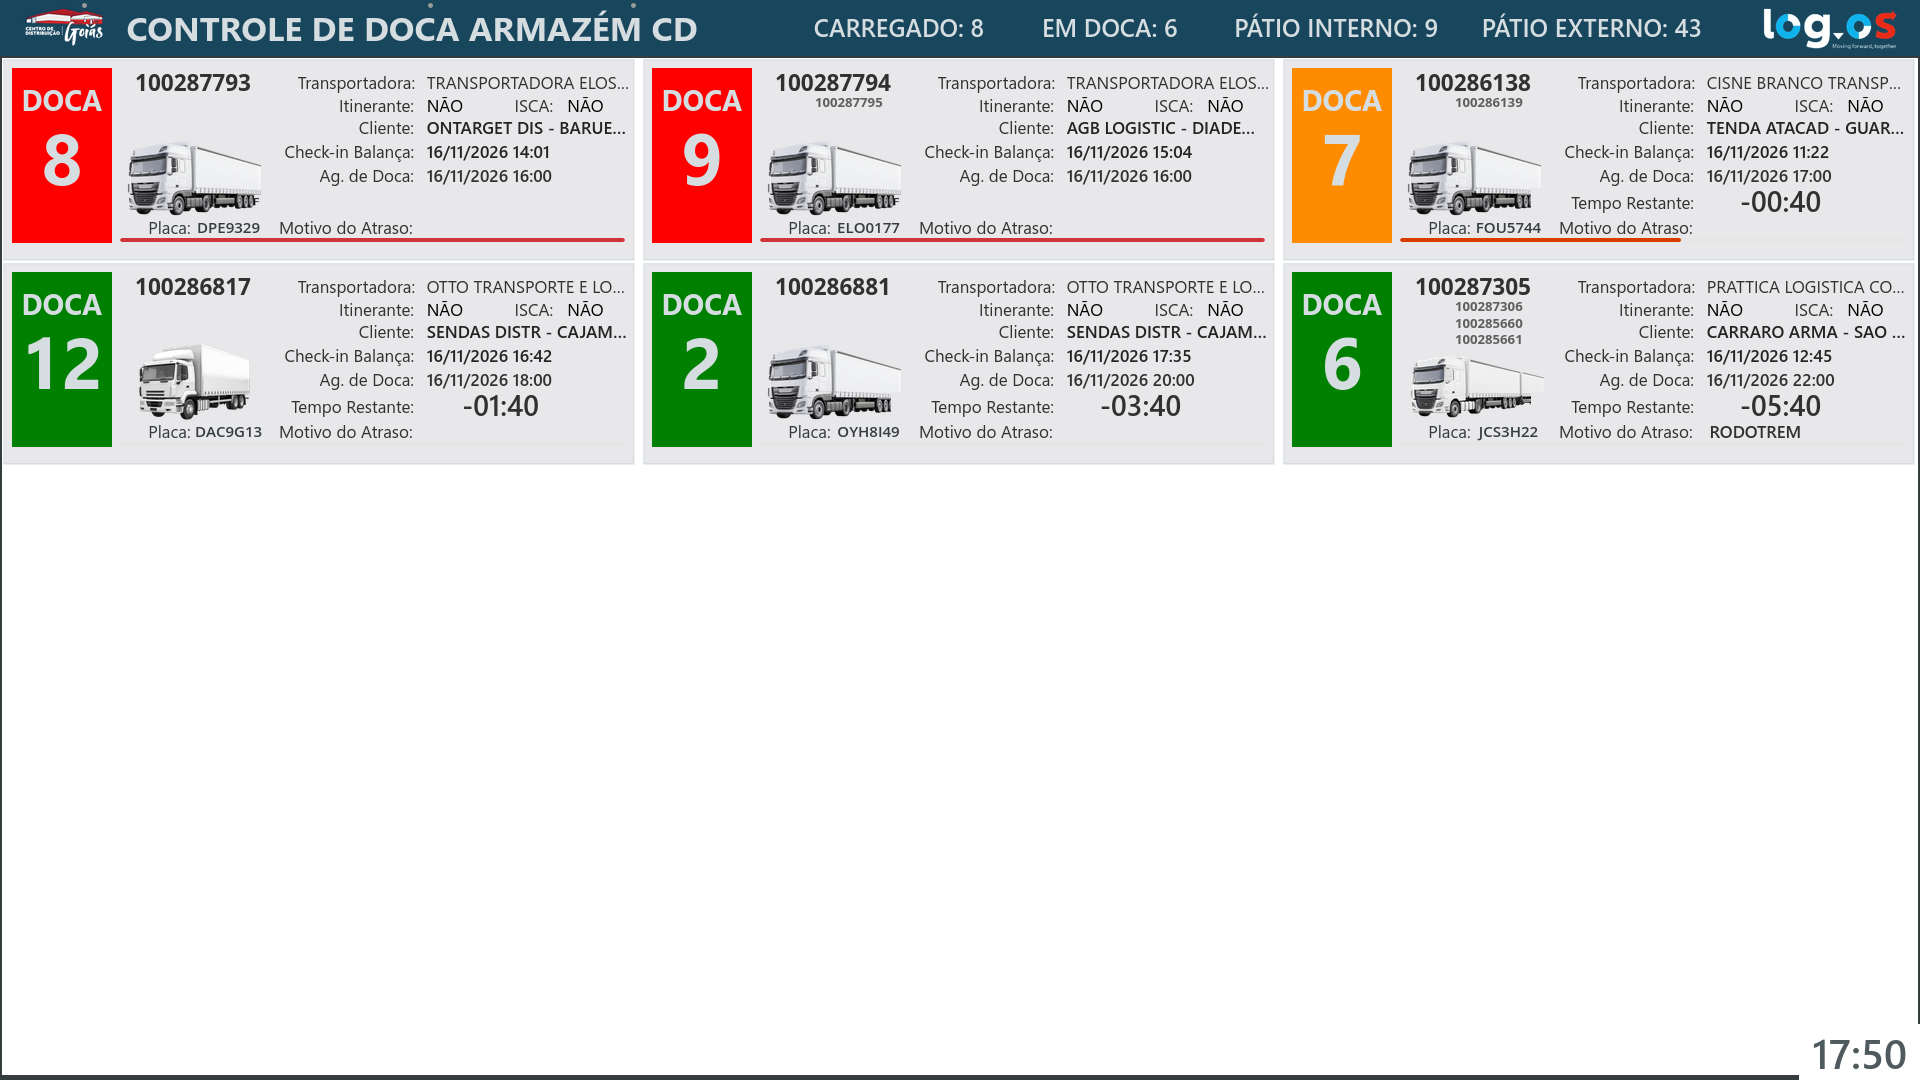 CENTRO DE DISTRIBUIÇÃO Goiás
CONTROLE DE DOCA ARMAZÉM CD
CARREGADO: 8
EM DOCA: 6
PÁTIO INTERNO: 9
PÁTIO EXTERNO: 43
log.os
Moving forward, together
DOCA
8
100287793
Transportadora: TRANSPORTADORA ELOS...
Itinerante: NÃO ISCA: NÃO
Cliente: ONTARGET DIS - BARUE...
Check-in Balança: 16/11/2026 14:01
Ag. de Doca: 16/11/2026 16:00
Placa: DPE9329 Motivo do Atraso:
DOCA
9
100287794
100287795
Transportadora: TRANSPORTADORA ELOS...
Itinerante: NÃO ISCA: NÃO
Cliente: AGB LOGISTIC - DIADE...
Check-in Balança: 16/11/2026 15:04
Ag. de Doca: 16/11/2026 16:00
Placa: ELO0177 Motivo do Atraso:
DOCA
7
100286138
100286139
Transportadora: CISNE BRANCO TRANSP...
Itinerante: NÃO ISCA: NÃO
Cliente: TENDA ATACAD - GUAR...
Check-in Balança: 16/11/2026 11:22
Ag. de Doca: 16/11/2026 17:00
Tempo Restante: -00:40
Placa: FOU5744 Motivo do Atraso:
DOCA
12
100286817
Transportadora: OTTO TRANSPORTE E LO...
Itinerante: NÃO ISCA: NÃO
Cliente: SENDAS DISTR - CAJAM...
Check-in Balança: 16/11/2026 16:42
Ag. de Doca: 16/11/2026 18:00
Tempo Restante: -01:40
Placa: DAC9G13 Motivo do Atraso:
DOCA
2
100286881
Transportadora: OTTO TRANSPORTE E LO...
Itinerante: NÃO ISCA: NÃO
Cliente: SENDAS DISTR - CAJAM...
Check-in Balança: 16/11/2026 17:35
Ag. de Doca: 16/11/2026 20:00
Tempo Restante: -03:40
Placa: OYH8I49 Motivo do Atraso:
DOCA
6
100287305
100287306
100285660
100285661
Transportadora: PRATTICA LOGISTICA CO...
Itinerante: NÃO ISCA: NÃO
Cliente: CARRARO ARMA - SAO ...
Check-in Balança: 16/11/2026 12:45
Ag. de Doca: 16/11/2026 22:00
Tempo Restante: -05:40
Placa: JCS3H22 Motivo do Atraso: RODOTREM
17:50